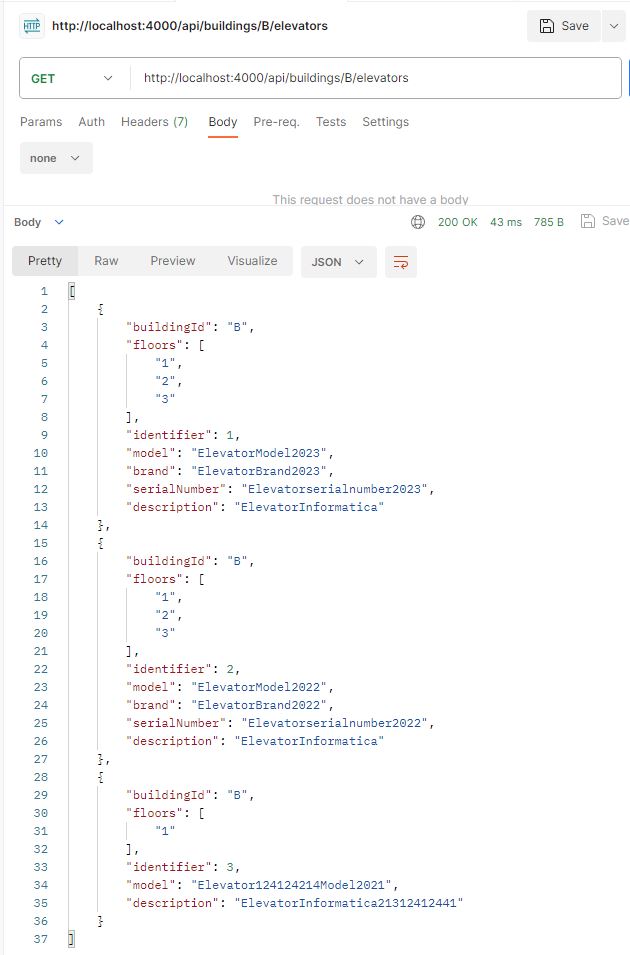 HTTP http://localhost:4000/api/buildings/B/elevators Save
GET http://localhost:4000/api/buildings/B/elevators
Params Auth Headers (7) Body Pre-req. Tests Settings
none
This request does not have a body
Body 200 OK 43 ms 785 B Save
Pretty Raw Preview Visualize JSON
1 [
2 {
3 "buildingId": "B",
4 "floors": [
5 "1",
6 "2",
7 "3"
8 ],
9 "identifier": 1,
10 "model": "ElevatorModel2023",
11 "brand": "ElevatorBrand2023",
12 "serialNumber": "Elevatorserialnumber2023",
13 "description": "ElevatorInformatica"
14 },
15 {
16 "buildingId": "B",
17 "floors": [
18 "1",
19 "2",
20 "3"
21 ],
22 "identifier": 2,
23 "model": "ElevatorModel2022",
24 "brand": "ElevatorBrand2022",
25 "serialNumber": "Elevatorserialnumber2022",
26 "description": "ElevatorInformatica"
27 },
28 {
29 "buildingId": "B",
30 "floors": [
31 "1"
32 ],
33 "identifier": 3,
34 "model": "Elevator124124214Model2021",
35 "description": "ElevatorInformatica21312412441"
36 }
37 ]